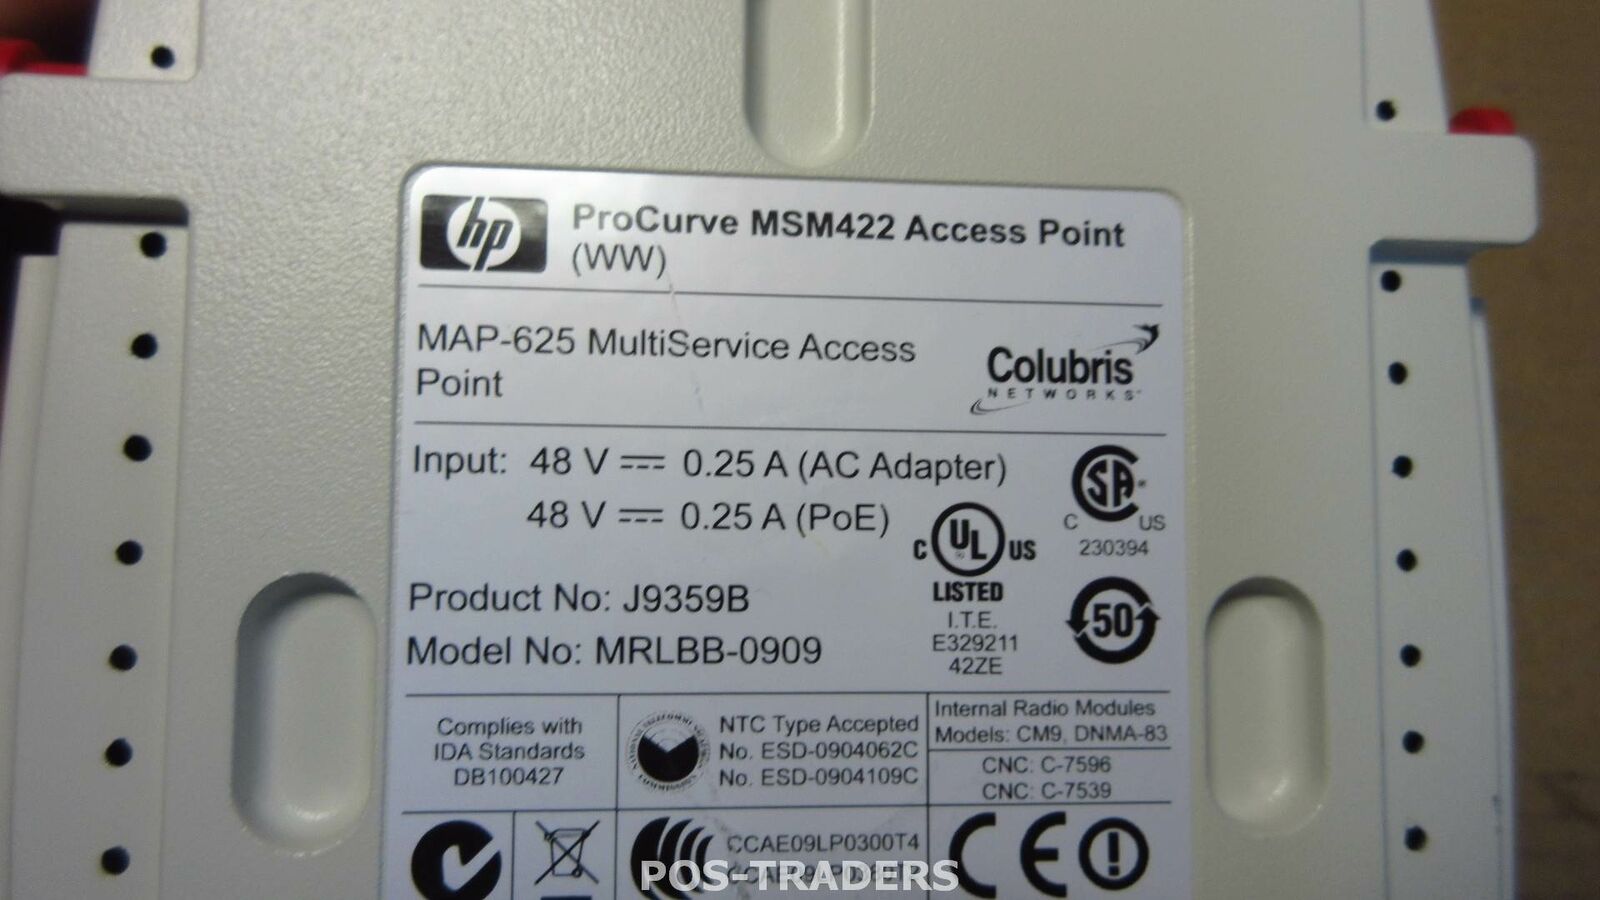 hp
ProCurve MSM422 Access Point
(WW)
MAP-625 MultiService Access
Point
Colubris
NETWORKS
Input: 48 V 0.25 A (AC Adapter)
48 V 0.25 A (PoE)
C UL US
LISTED
I.T.E.
E329211
42ZE
SA
C US
230394
50
Product No: J9359B
Model No: MRLBB-0909
Complies with
IDA Standards
DB100427
NTC Type Accepted
No. ESD-0904062C
No. ESD-0904109C
Internal Radio Modules
Models: CM9, DNMA-83
CNC: C-7596
CNC: C-7539
CCAE09LP0300T4
CE
POS-TRADERS